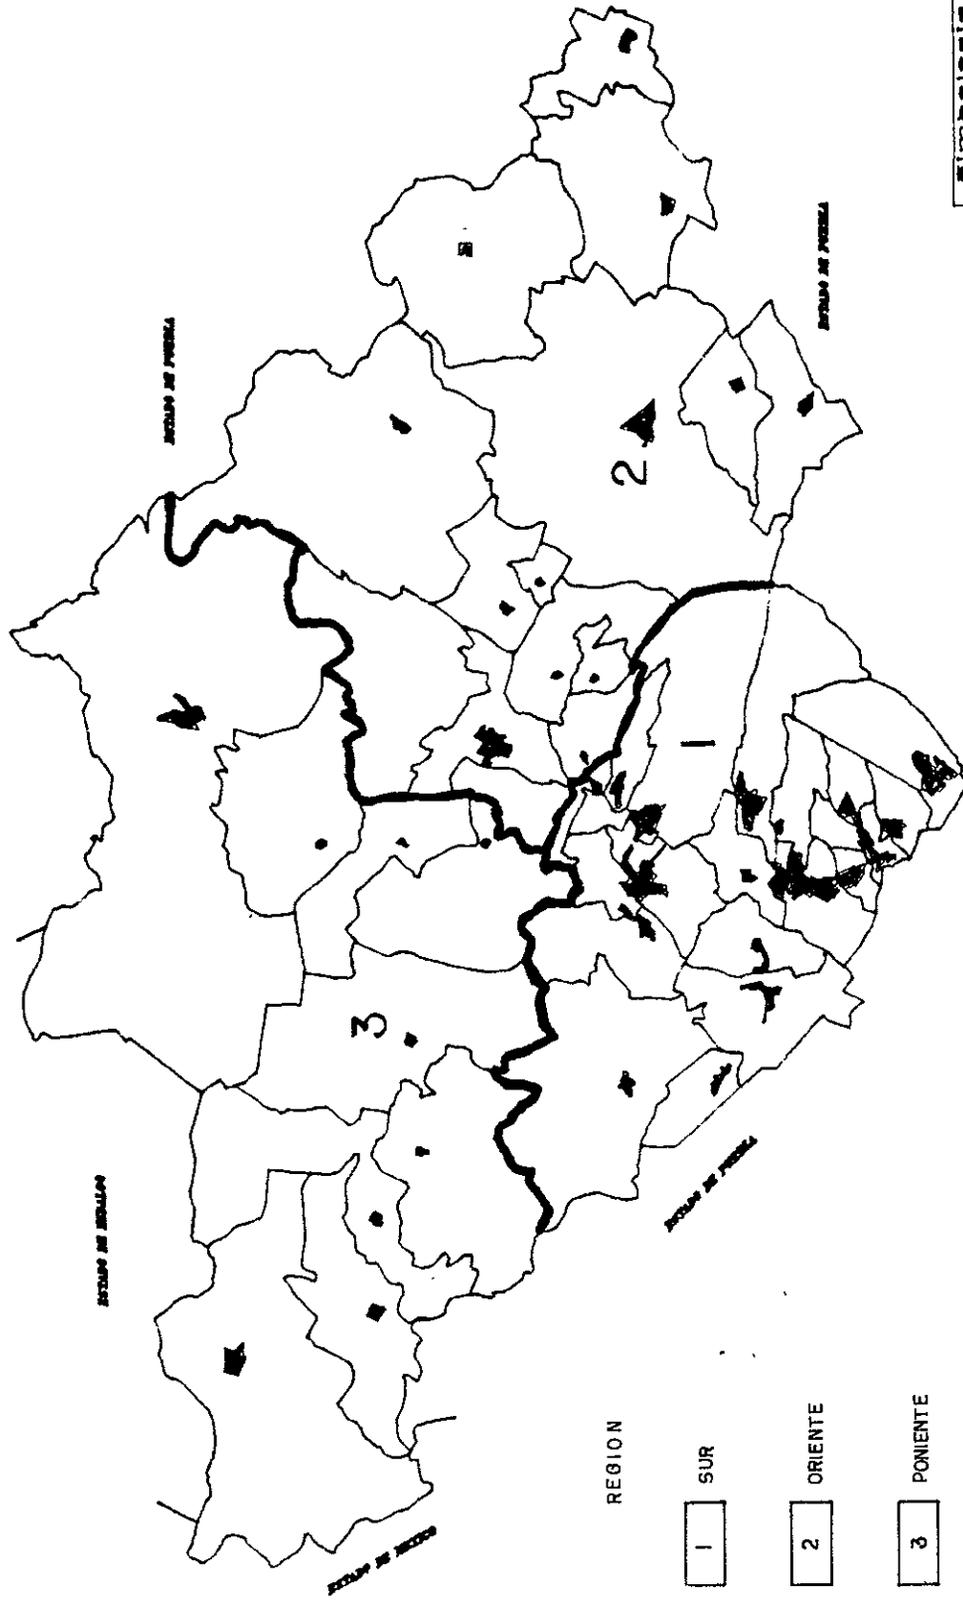 ESTADO DE HIDALGO
ESTADO DE PUEBLA
ESTADO DE MEXICO
3
2
1
ESTADO DE PUEBLA
ESTADO DE PUEBLA
REGION
1 SUR
2 ORIENTE
3 PONIENTE